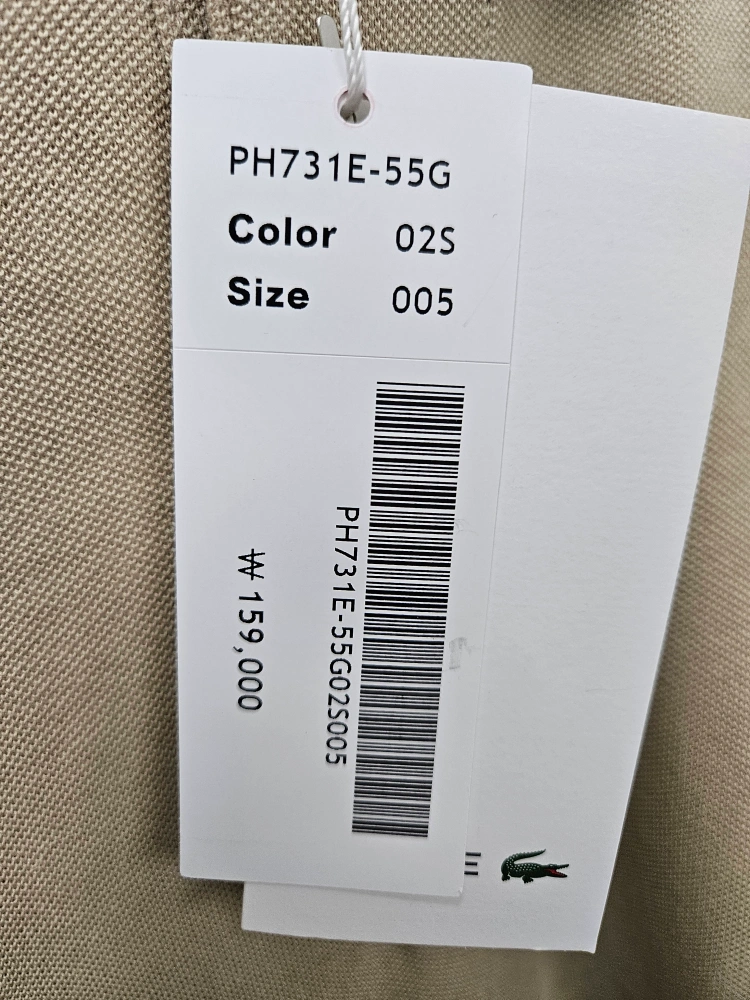 PH731E-55G
Color 02S
Size 005
PH731E-55G02S005
₩ 159,000